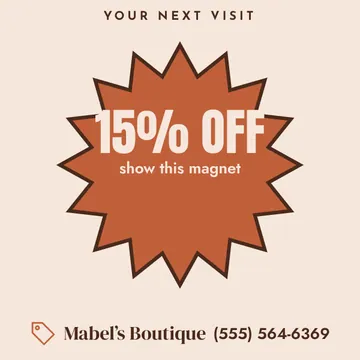 YOUR NEXT VISIT
15% OFF
show this magnet
Mabel's Boutique (555) 564-6369